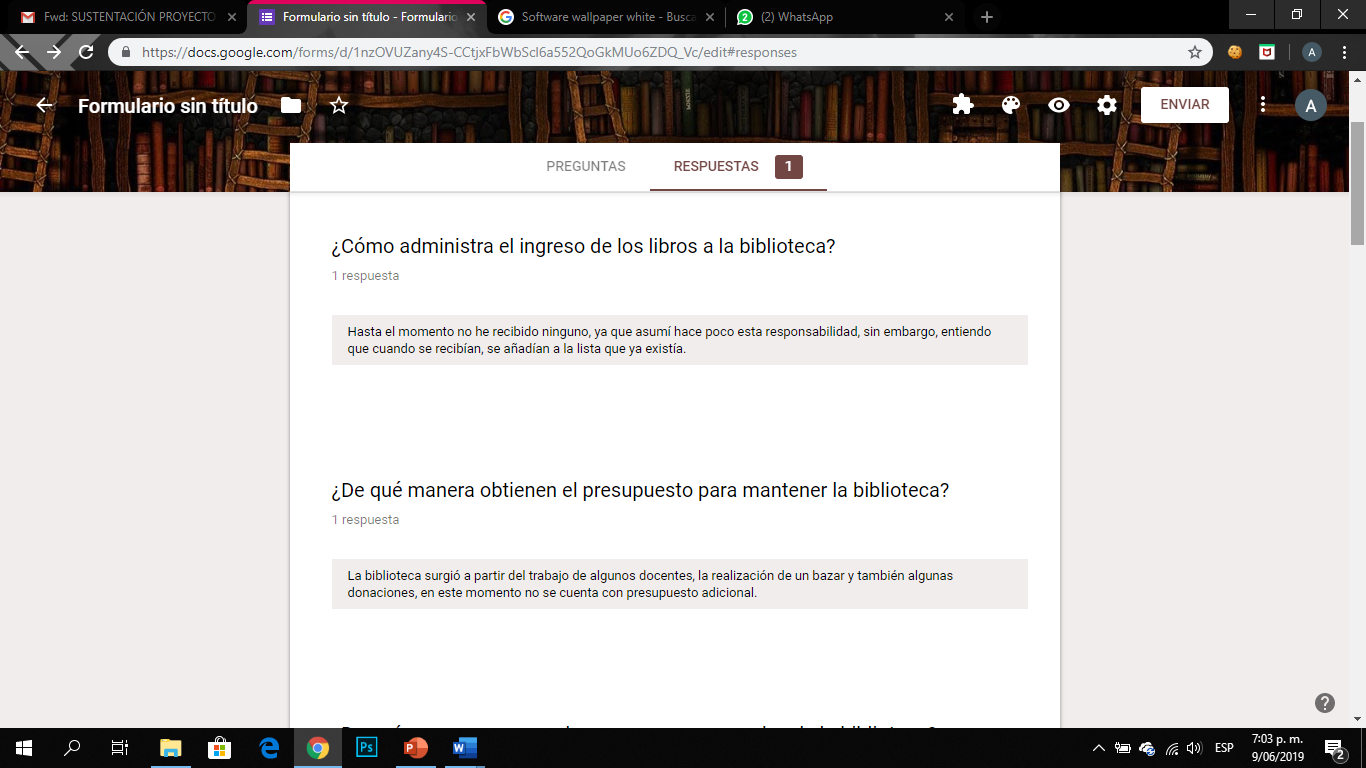 Fwd: SUSTENTACIÓN PROYECTO
Formulario sin título - Formulario
Software wallpaper white - Busca
(2) WhatsApp
https://docs.google.com/forms/d/1nzOVUZany4S-CCtjxFbWbScl6a552QoGkMUo6ZDQ_Vc/edit#responses
A
Formulario sin título
ENVIAR
A
PREGUNTAS
RESPUESTAS
1
¿Cómo administra el ingreso de los libros a la biblioteca?
1 respuesta
Hasta el momento no he recibido ninguno, ya que asumí hace poco esta responsabilidad, sin embargo, entiendo
que cuando se recibían, se añadían a la lista que ya existía.
¿De qué manera obtienen el presupuesto para mantener la biblioteca?
1 respuesta
La biblioteca surgió a partir del trabajo de algunos docentes, la realización de un bazar y también algunas
donaciones, en este momento no se cuenta con presupuesto adicional.
ESP
7:03 p. m.
9/06/2019
2